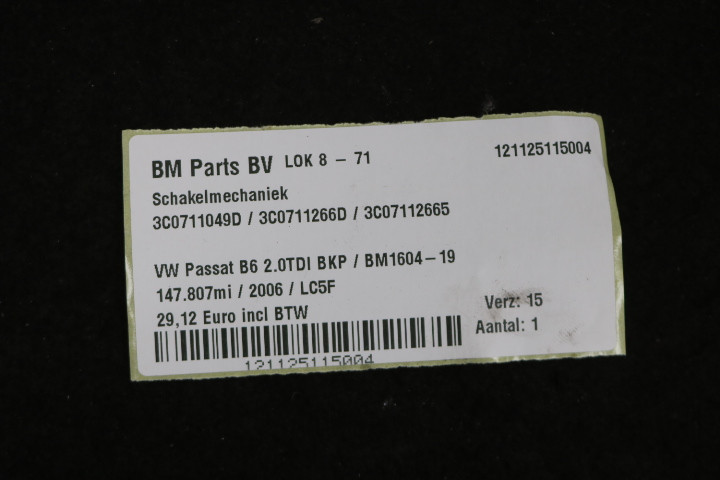 BM Parts BV LOK 8 - 71 121125115004
Schakelmechaniek
3C0711049D / 3C0711266D / 3C07112665
VW Passat B6 2.0TDI BKP / BM1604-19
147.807mi / 2006 / LC5F
29,12 Euro incl BTW
Verz: 15
Aantal: 1
121125115004